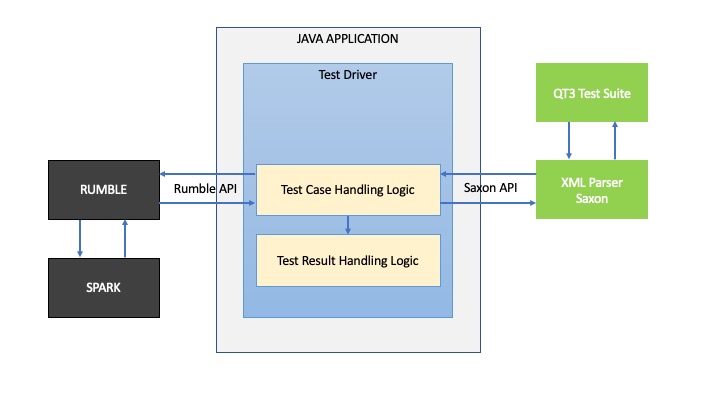 JAVA APPLICATION
Test Driver
QT3 Test Suite
RUMBLE
Rumble API
Test Case Handling Logic
Saxon API
XML Parser
Saxon
Test Result Handling Logic
SPARK